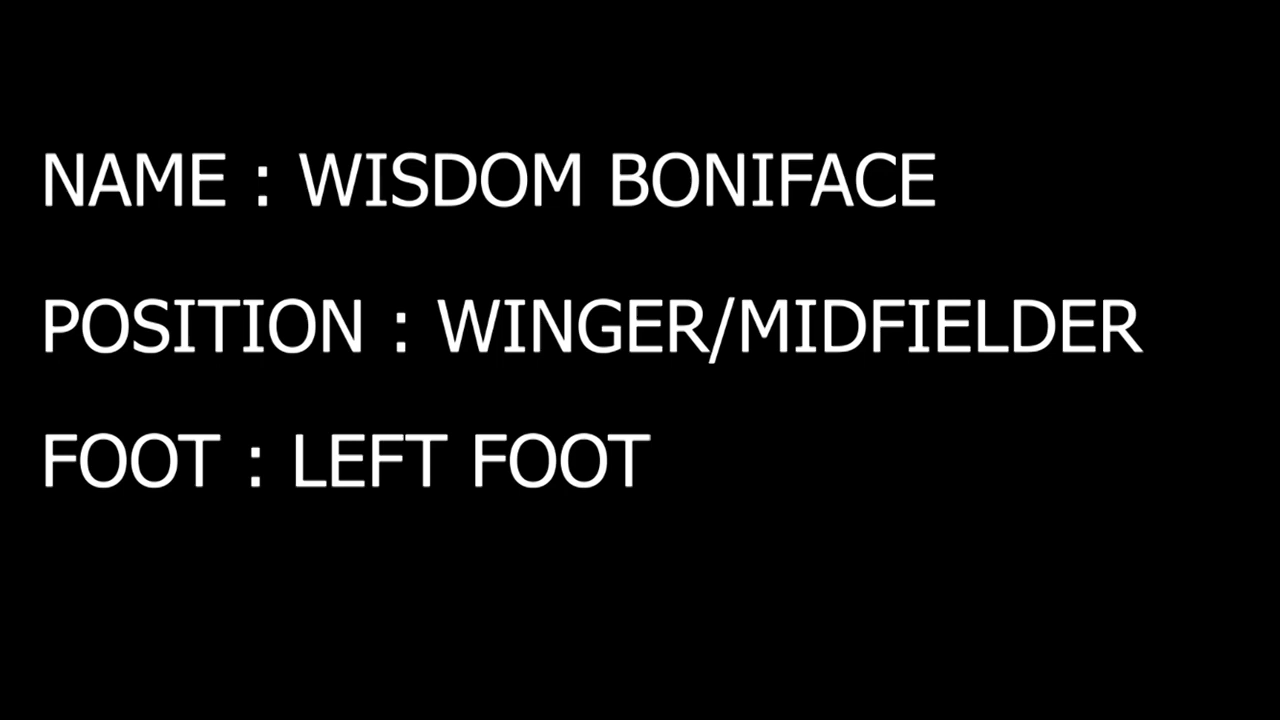 NAME : WISDOM BONIFACE
POSITION : WINGER/MIDFIELDER
FOOT : LEFT FOOT